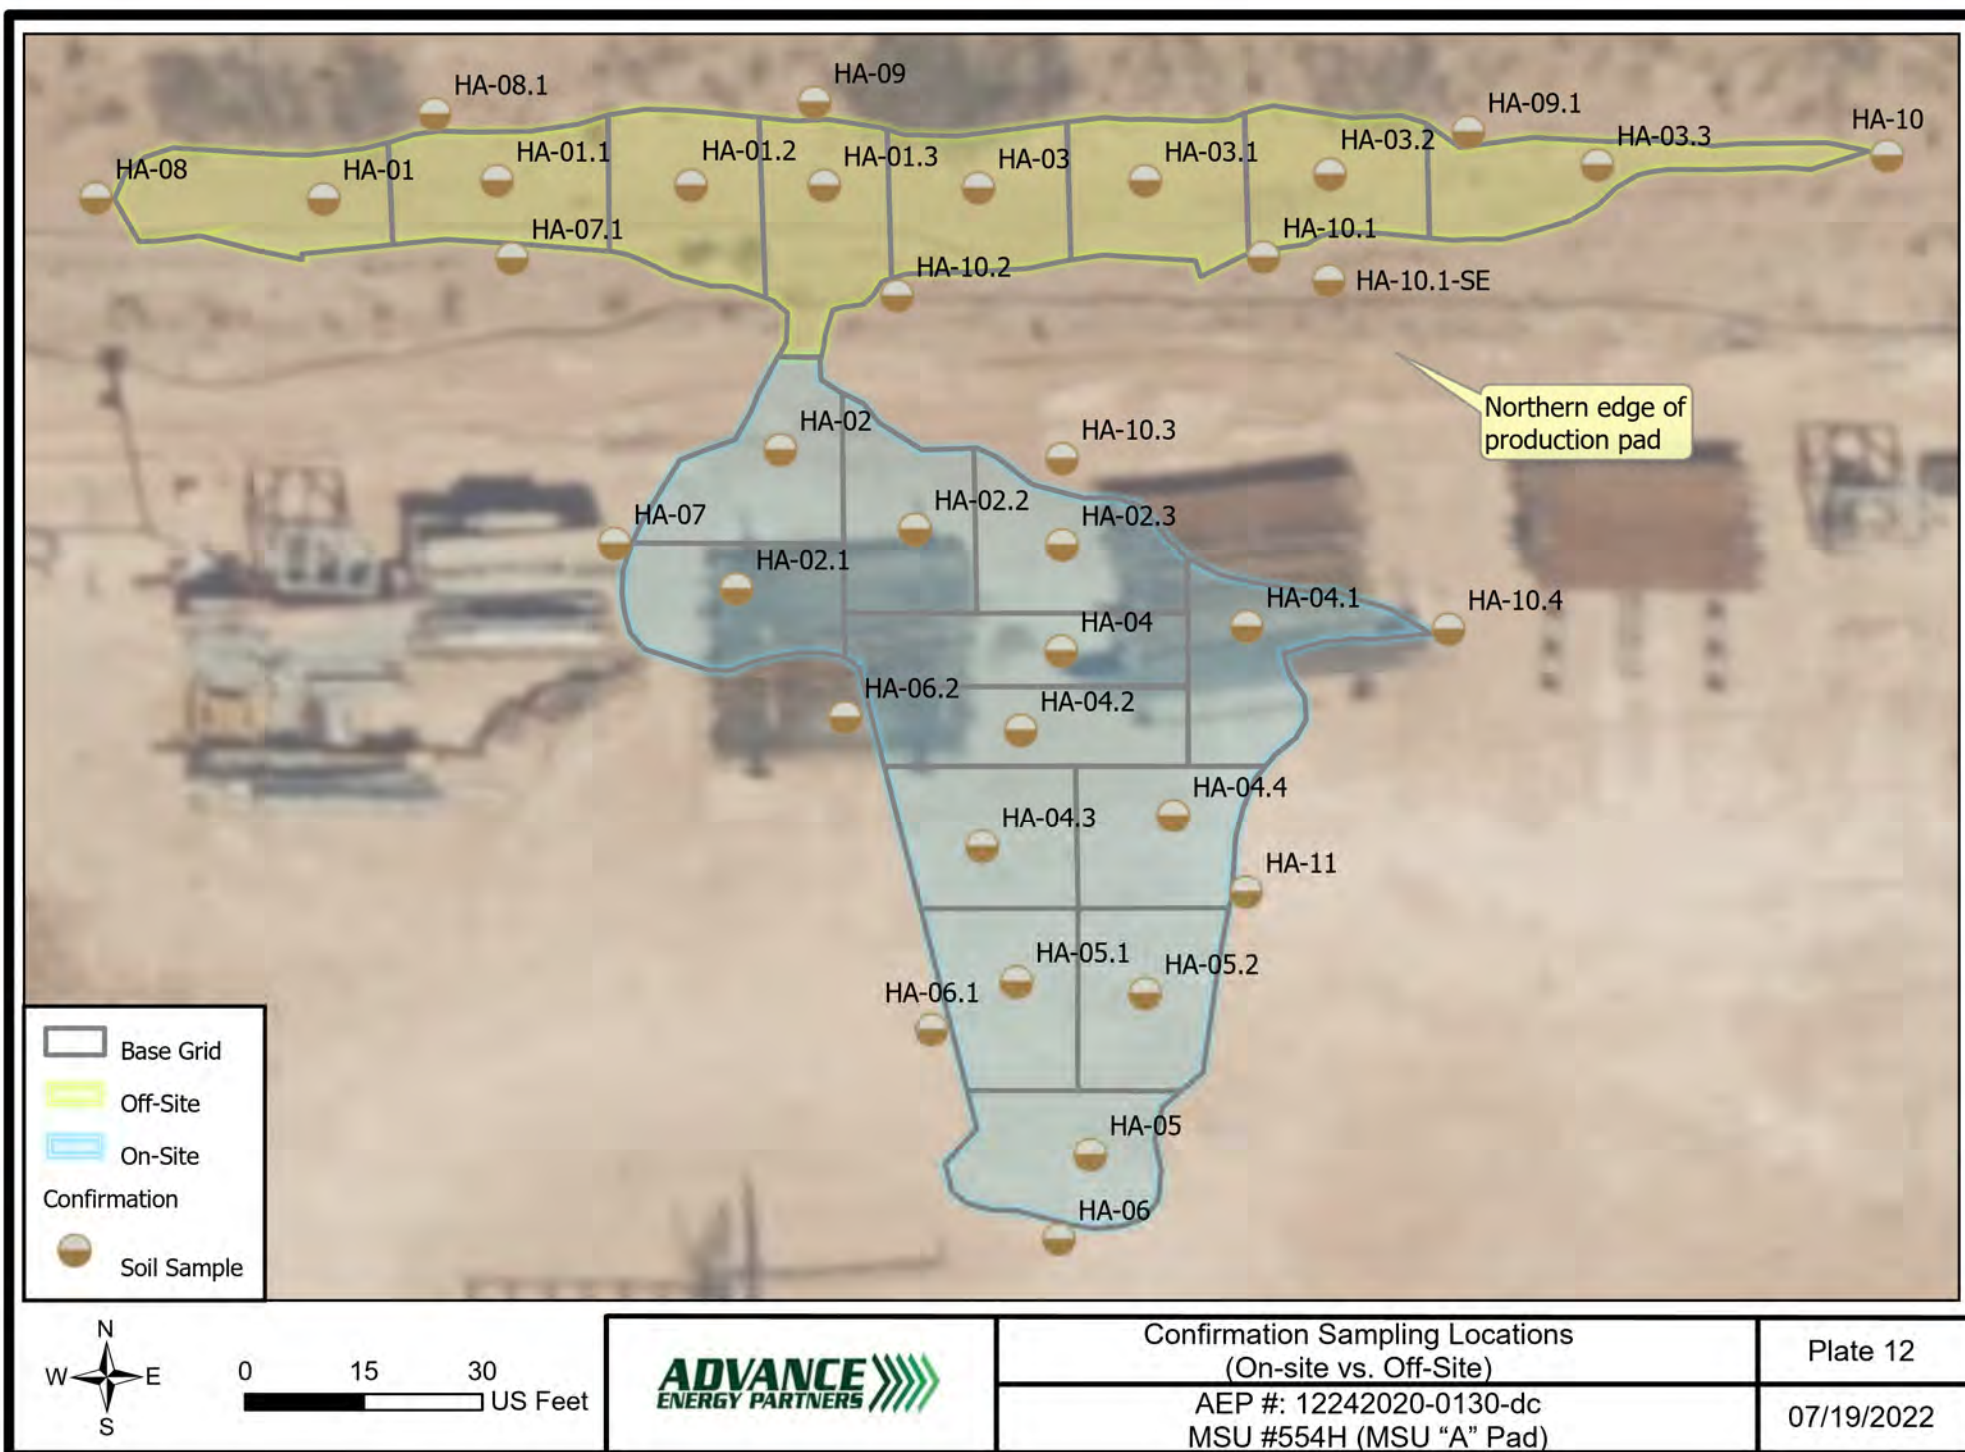 HA-08.1
HA-09
HA-09.1
HA-10
HA-08
HA-01
HA-01.1
HA-01.2
HA-01.3
HA-03
HA-03.1
HA-03.2
HA-03.3
HA-07.1
HA-10.2
HA-10.1
HA-10.1-SE
Northern edge of
production pad
HA-02
HA-10.3
HA-07
HA-02.2
HA-02.3
HA-02.1
HA-04
HA-04.1
HA-10.4
HA-06.2
HA-04.2
HA-04.3
HA-04.4
HA-11
HA-05.1
HA-05.2
HA-06.1
HA-05
HA-06
Base Grid
Off-Site
On-Site
Confirmation
Soil Sample
N
W E
S
0 15 30
US Feet
ADVANCE
ENERGY PARTNERS
Confirmation Sampling Locations
(On-site vs. Off-Site)
AEP #: 12242020-0130-dc
MSU #554H (MSU “A” Pad)
Plate 12
07/19/2022